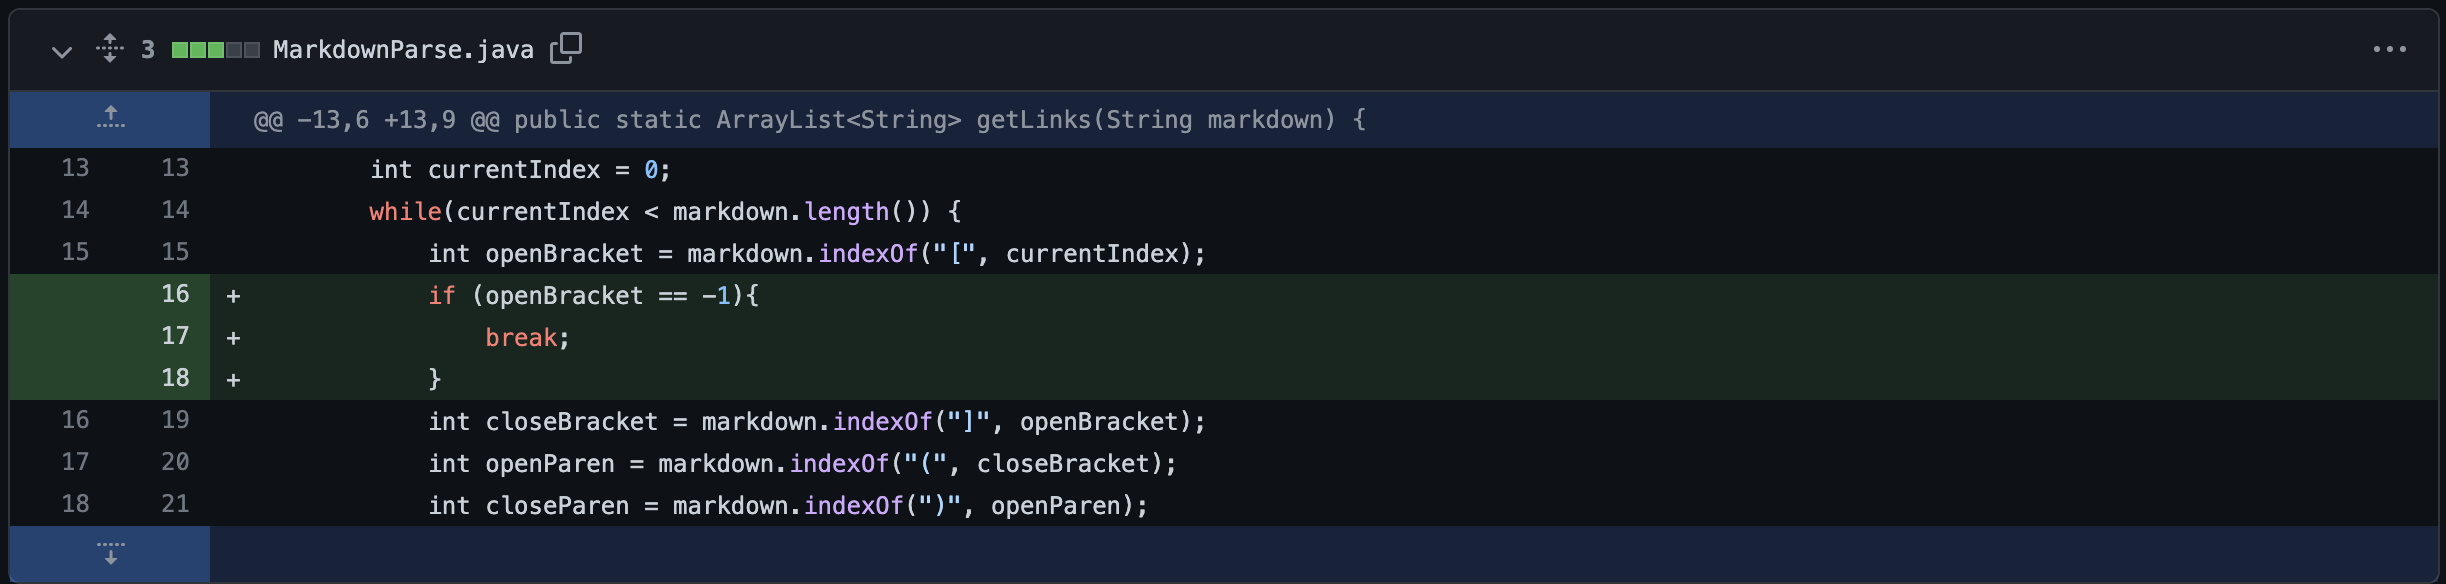 3 MarkdownParse.java
@@ -13,6 +13,9 @@ public static ArrayList<String> getLinks(String markdown) {
13 13 int currentIndex = 0;
14 14 while(currentIndex < markdown.length()) {
15 15 int openBracket = markdown.indexOf("[", currentIndex);
16 + if (openBracket == -1){
17 + break;
18 + }
16 19 int closeBracket = markdown.indexOf("]", openBracket);
17 20 int openParen = markdown.indexOf("(", closeBracket);
18 21 int closeParen = markdown.indexOf(")", openParen);